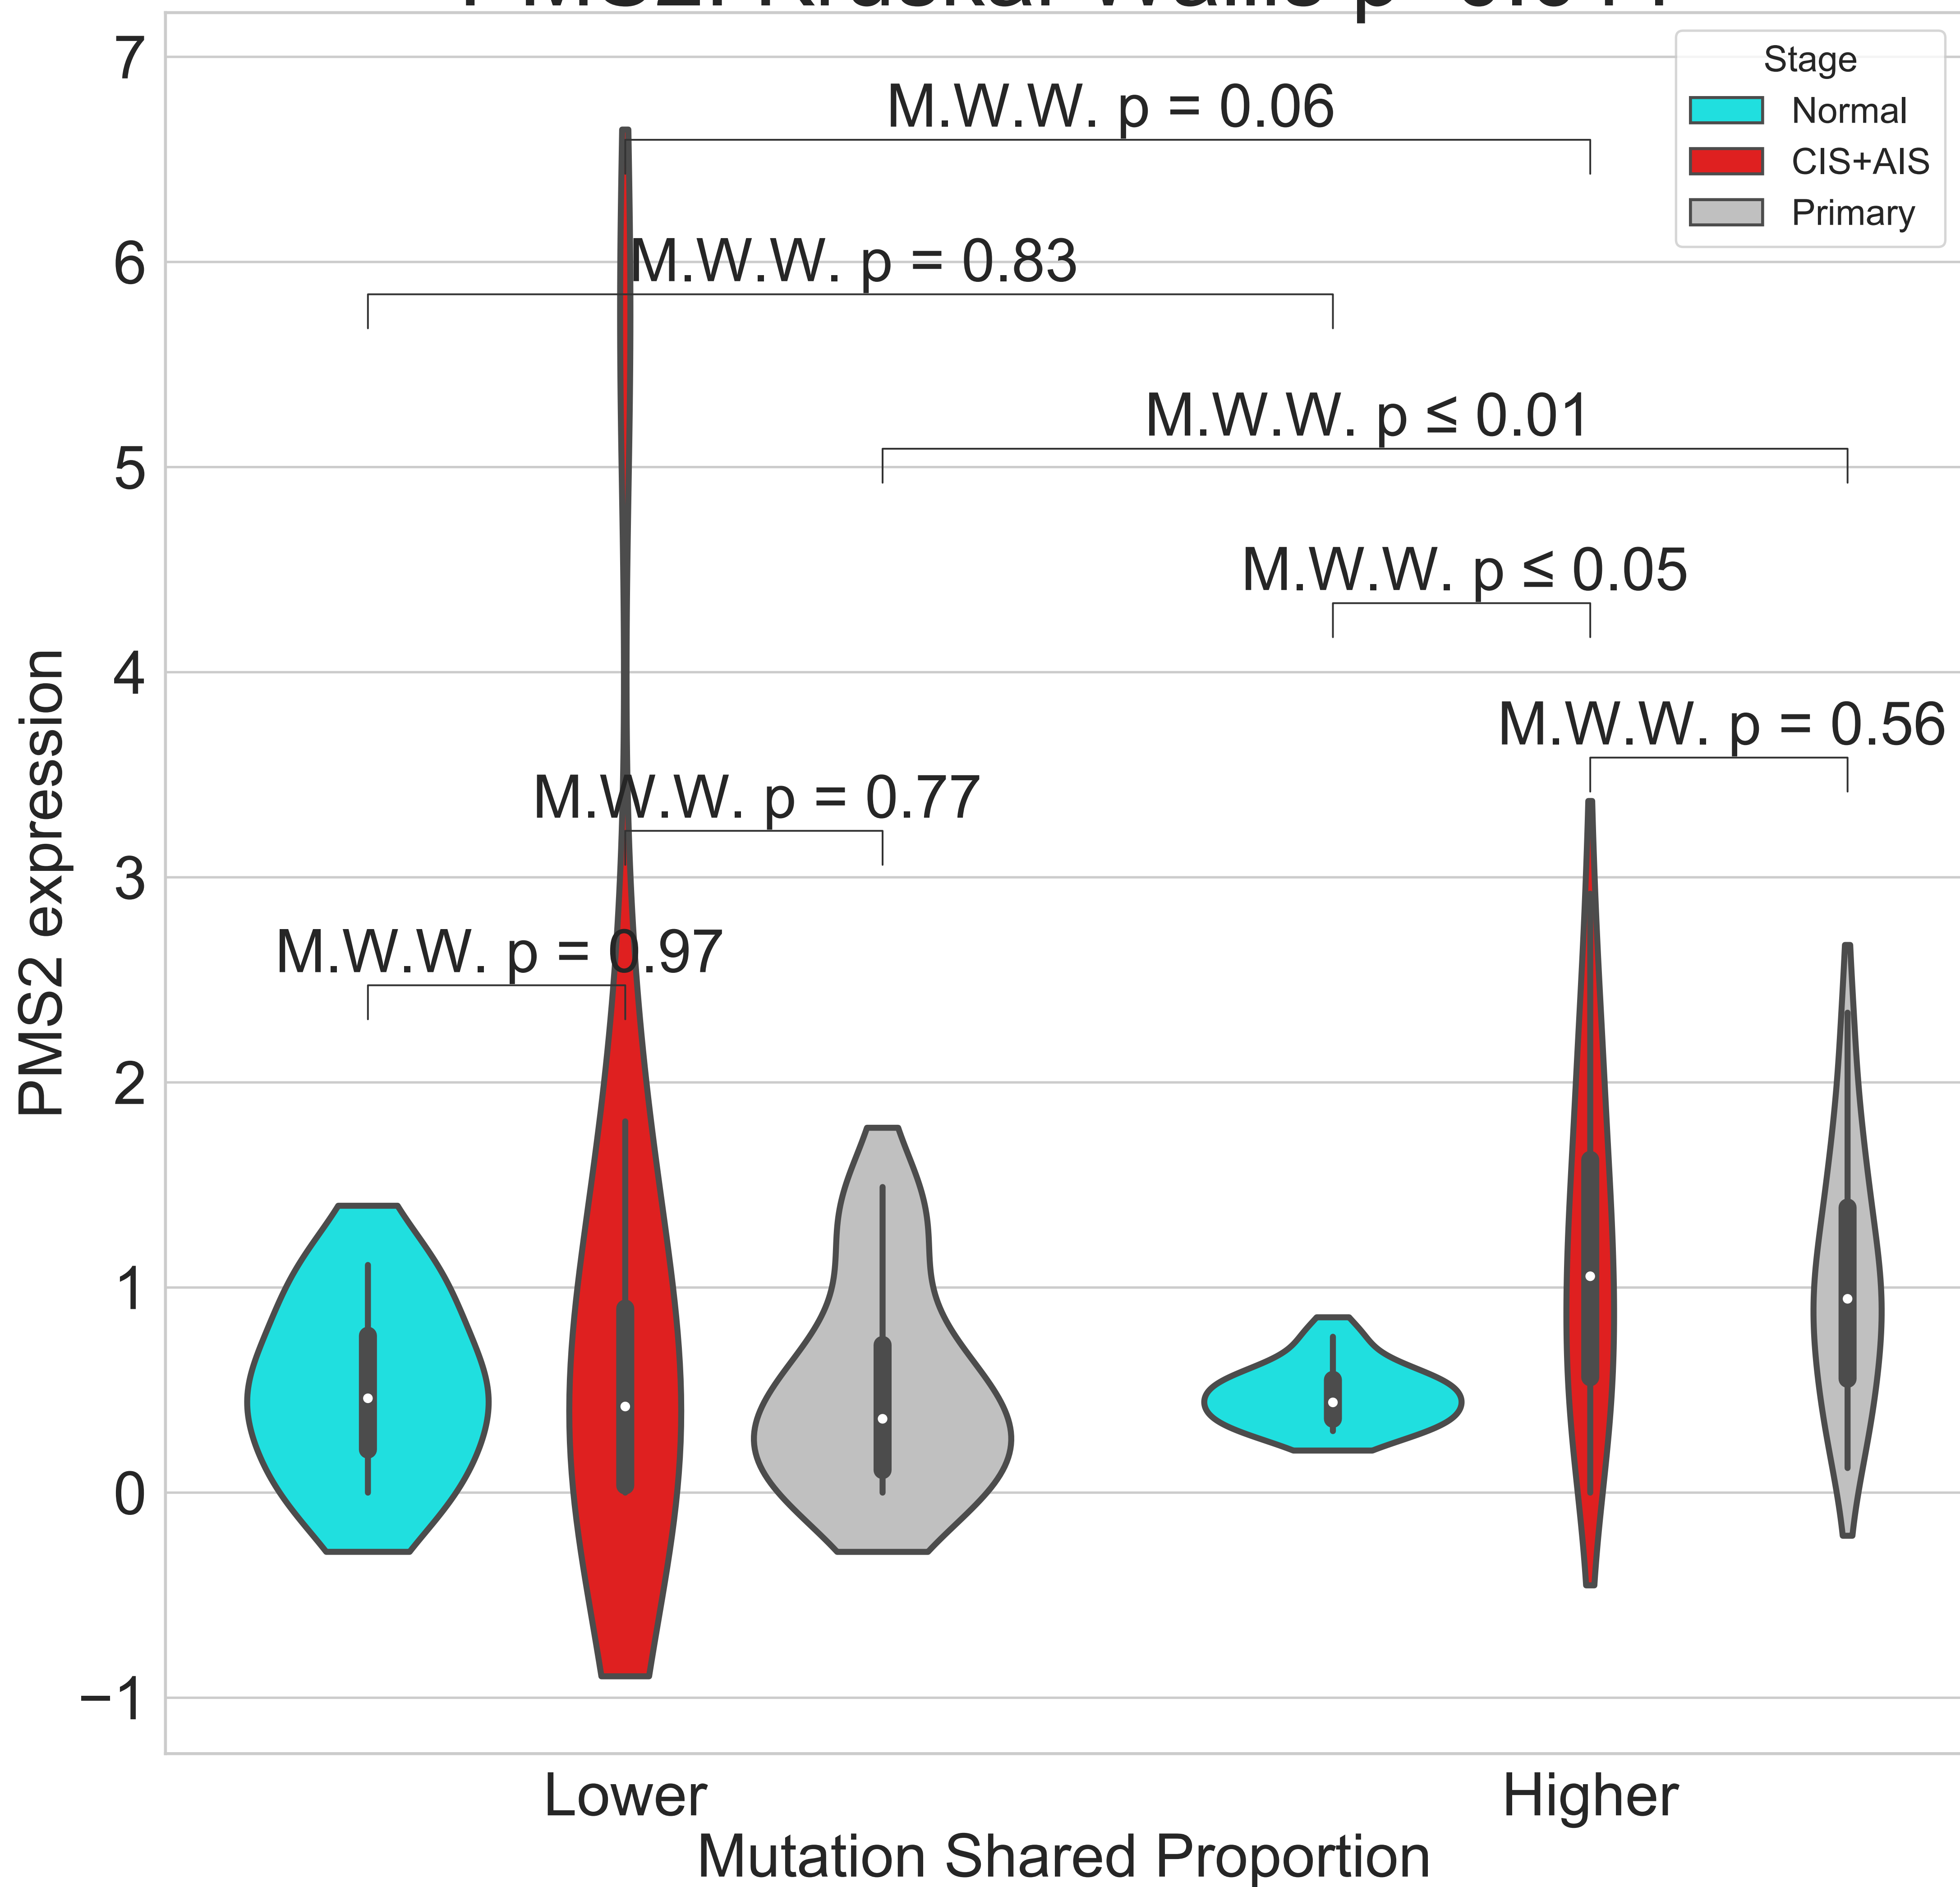 7
6
5
4
3
2
1
0
−1
PMS2 expression
Stage
Normal
CIS+AIS
Primary
M.W.W. p = 0.06
M.W.W. p = 0.83
M.W.W. p ≤ 0.01
M.W.W. p ≤ 0.05
M.W.W. p = 0.56
M.W.W. p = 0.77
M.W.W. p = 0.97
Lower
Higher
Mutation Shared Proportion